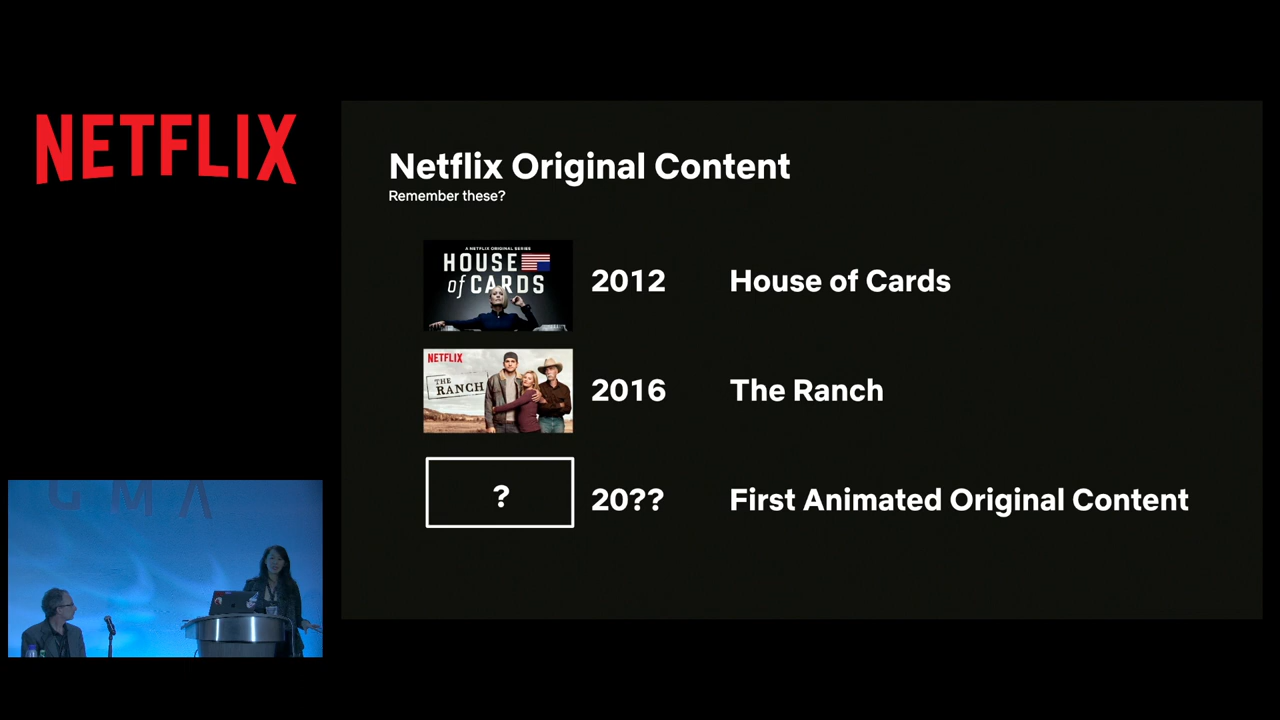 NETFLIX
Netflix Original Content
Remember these?
A NETFLIX ORIGINAL SERIES
HOUSE
of CARDS
2012
House of Cards
NETFLIX
THE
RANCH
2016
The Ranch
?
20??
First Animated Original Content
G M A